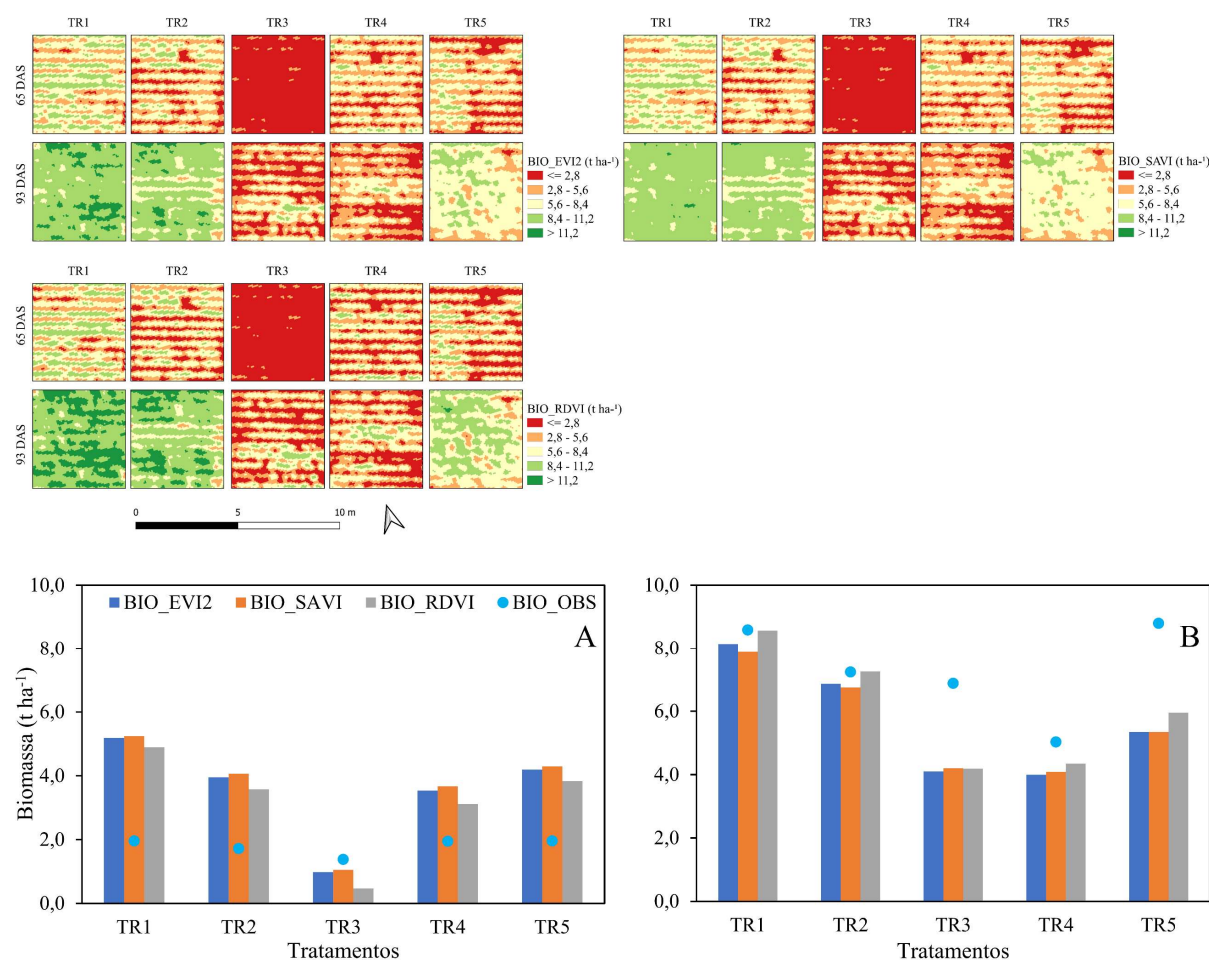 TR1 TR2 TR3 TR4 TR5
65 DAS
93 DAS
BIO_EVI2 (t ha-¹)
<= 2,8
2,8 - 5,6
5,6 - 8,4
8,4 - 11,2
> 11,2
TR1 TR2 TR3 TR4 TR5
65 DAS
93 DAS
BIO_SAVI (t ha-¹)
<= 2,8
2,8 - 5,6
5,6 - 8,4
8,4 - 11,2
> 11,2
TR1 TR2 TR3 TR4 TR5
65 DAS
93 DAS
BIO_RDVI (t ha-¹)
<= 2,8
2,8 - 5,6
5,6 - 8,4
8,4 - 11,2
> 11,2
0 5 10 m
BIO_EVI2 BIO_SAVI BIO_RDVI BIO_OBS
A
Biomassa (t ha⁻¹)
10,0
8,0
6,0
4,0
2,0
0,0
TR1 TR2 TR3 TR4 TR5
Tratamentos
B
10,0
8,0
6,0
4,0
2,0
0,0
TR1 TR2 TR3 TR4 TR5
Tratamentos